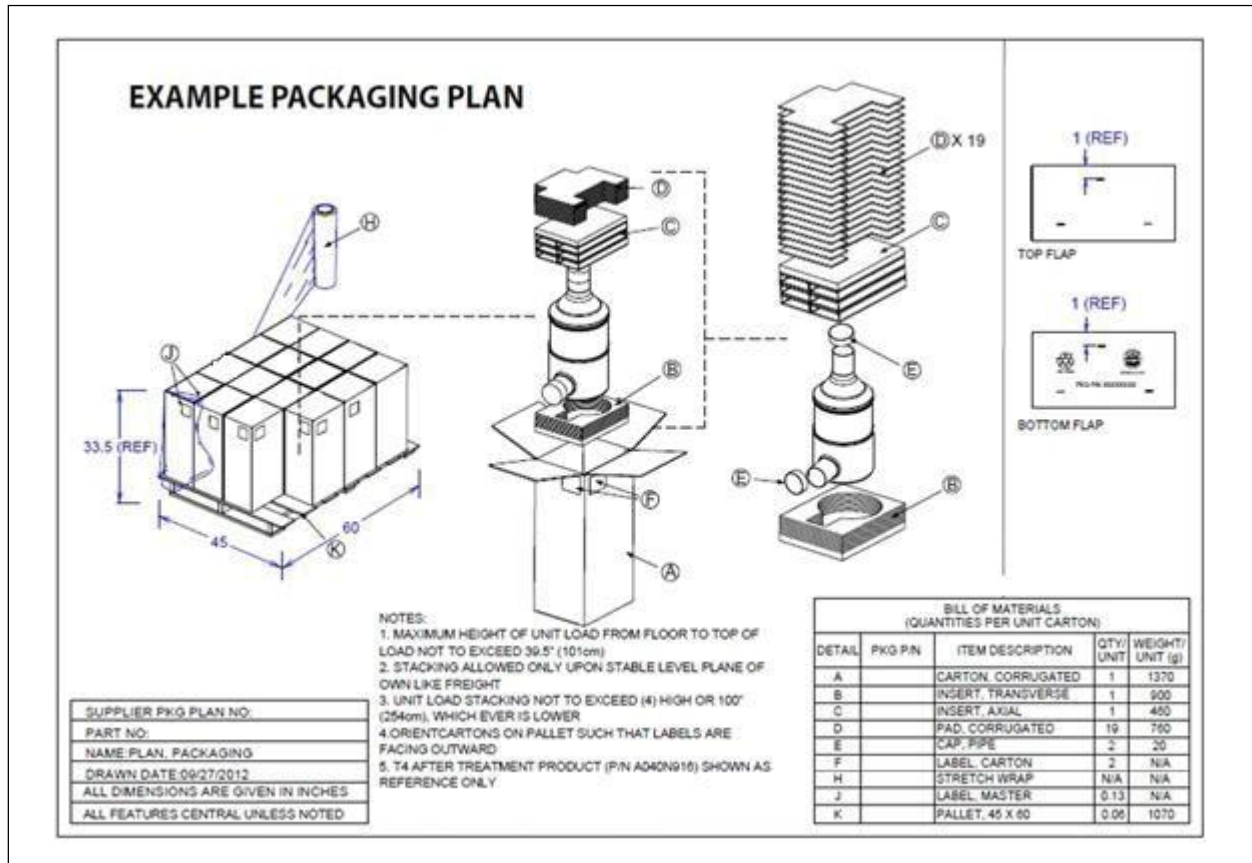 EXAMPLE PACKAGING PLAN
H
J
33.5 (REF)
45
60
K
D
C
B
F
A
D X 19
C
E
E
B
1 (REF)
TOP FLAP
1 (REF)
BOTTOM FLAP
NOTES:
1. MAXIMUM HEIGHT OF UNIT LOAD FROM FLOOR TO TOP OF
LOAD NOT TO EXCEED 39.5" (101cm)
2. STACKING ALLOWED ONLY UPON STABLE LEVEL PLANE OF
OWN LIKE FREIGHT
3. UNIT LOAD STACKING NOT TO EXCEED (4) HIGH OR 100"
(254cm), WHICH EVER IS LOWER
4.ORIENTCARTONS ON PALLET SUCH THAT LABELS ARE
FACING OUTWARD
5. T4 AFTER TREATMENT PRODUCT (P/N A040N916) SHOWN AS
REFERENCE ONLY
SUPPLIER PKG PLAN NO:
PART NO:
NAME:PLAN, PACKAGING
DRAWN DATE:09/27/2012
ALL DIMENSIONS ARE GIVEN IN INCHES
ALL FEATURES CENTRAL UNLESS NOTED
BILL OF MATERIALS
(QUANTITIES PER UNIT CARTON)
DETAIL PKG P/N ITEM DESCRIPTION QTY/ UNIT WEIGHT/ UNIT (g)
A CARTON, CORRUGATED 1 1370
B INSERT, TRANSVERSE 1 900
C INSERT, AXIAL 1 460
D PAD, CORRUGATED 19 760
E CAP, PIPE 2 20
F LABEL, CARTON 2 N/A
H STRETCH WRAP N/A N/A
J LABEL, MASTER 0.13 N/A
K PALLET, 45 X 60 0.06 1070